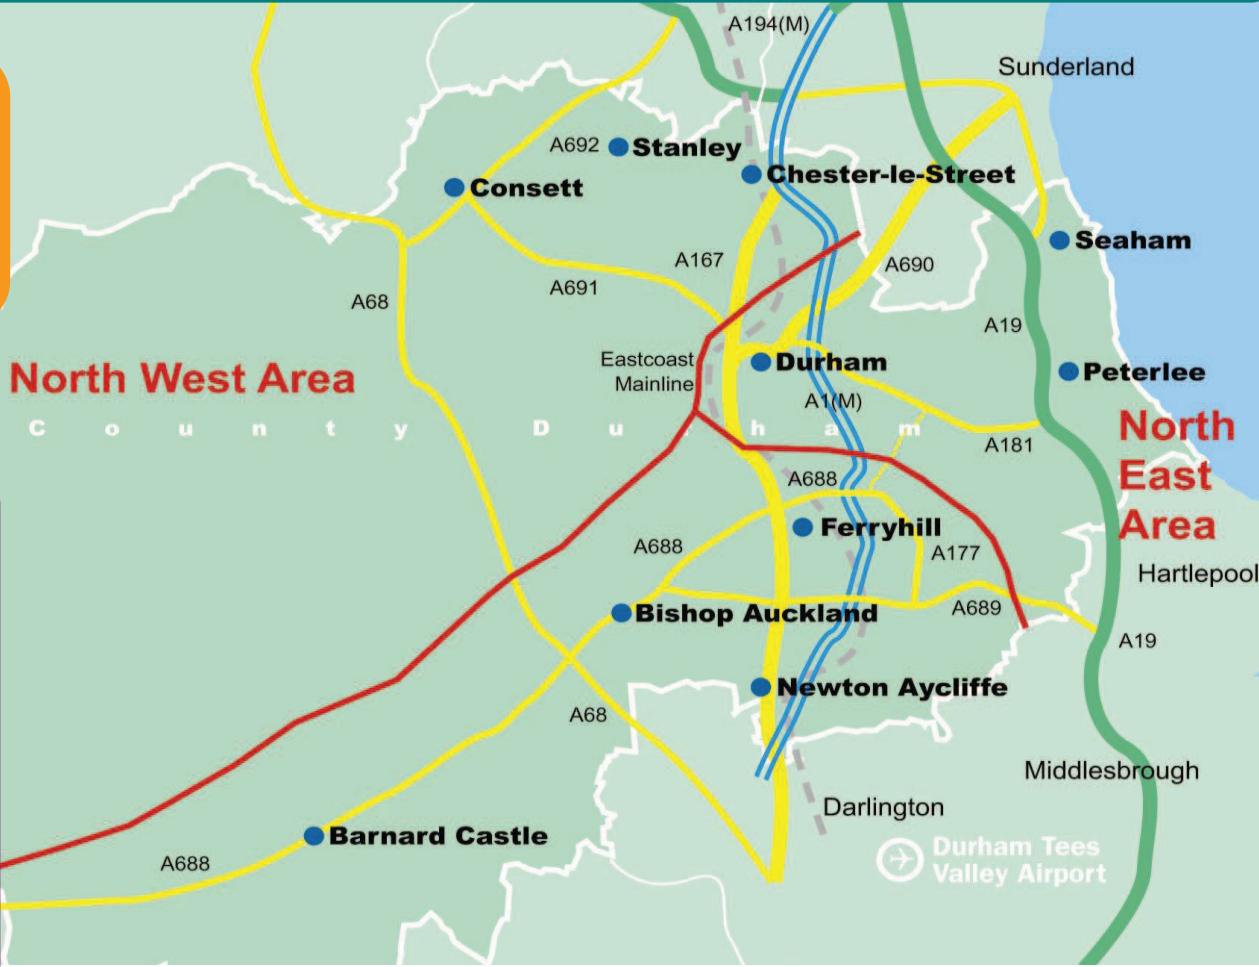 A194(M)
Sunderland
A692
Stanley
Chester-le-Street
Consett
Seaham
A167
A690
A691
A68
A19
Eastcoast
Mainline
Durham
North West Area
Peterlee
A1(M)
County Durham
North
East
Area
A181
A688
Ferryhill
A688
A177
Hartlepool
A689
Bishop Auckland
A19
Newton Aycliffe
A68
Middlesbrough
Darlington
Barnard Castle
Durham Tees
Valley Airport
A688